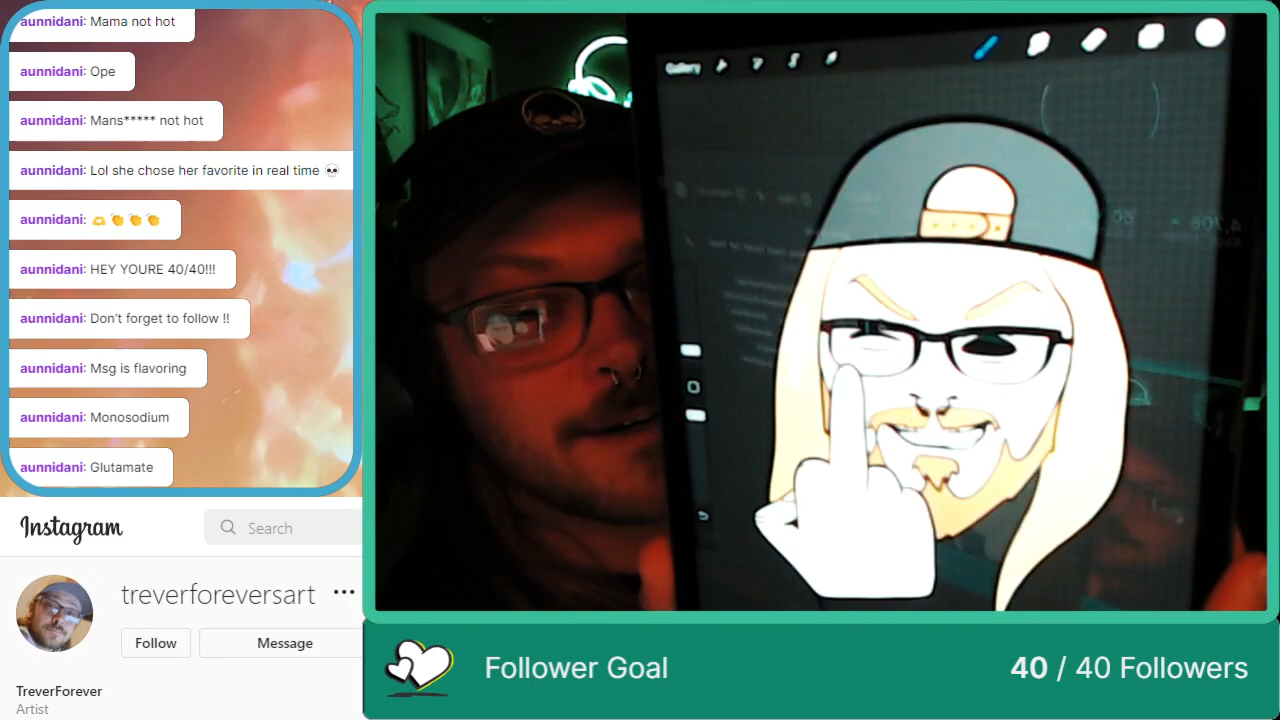 aunnidani: Mama not hot
aunnidani: Ope
aunnidani: Mans***** not hot
aunnidani: Lol she chose her favorite in real time 💀
aunnidani: 🫶👏👏👏
aunnidani: HEY YOURE 40/40!!!
aunnidani: Don't forget to follow !!
aunnidani: Msg is flavoring
aunnidani: Monosodium
aunnidani: Glutamate
Instagram
Search
treverforeversart
Follow
Message
TreverForever
Artist
Gallery
Follower Goal
40 / 40 Followers